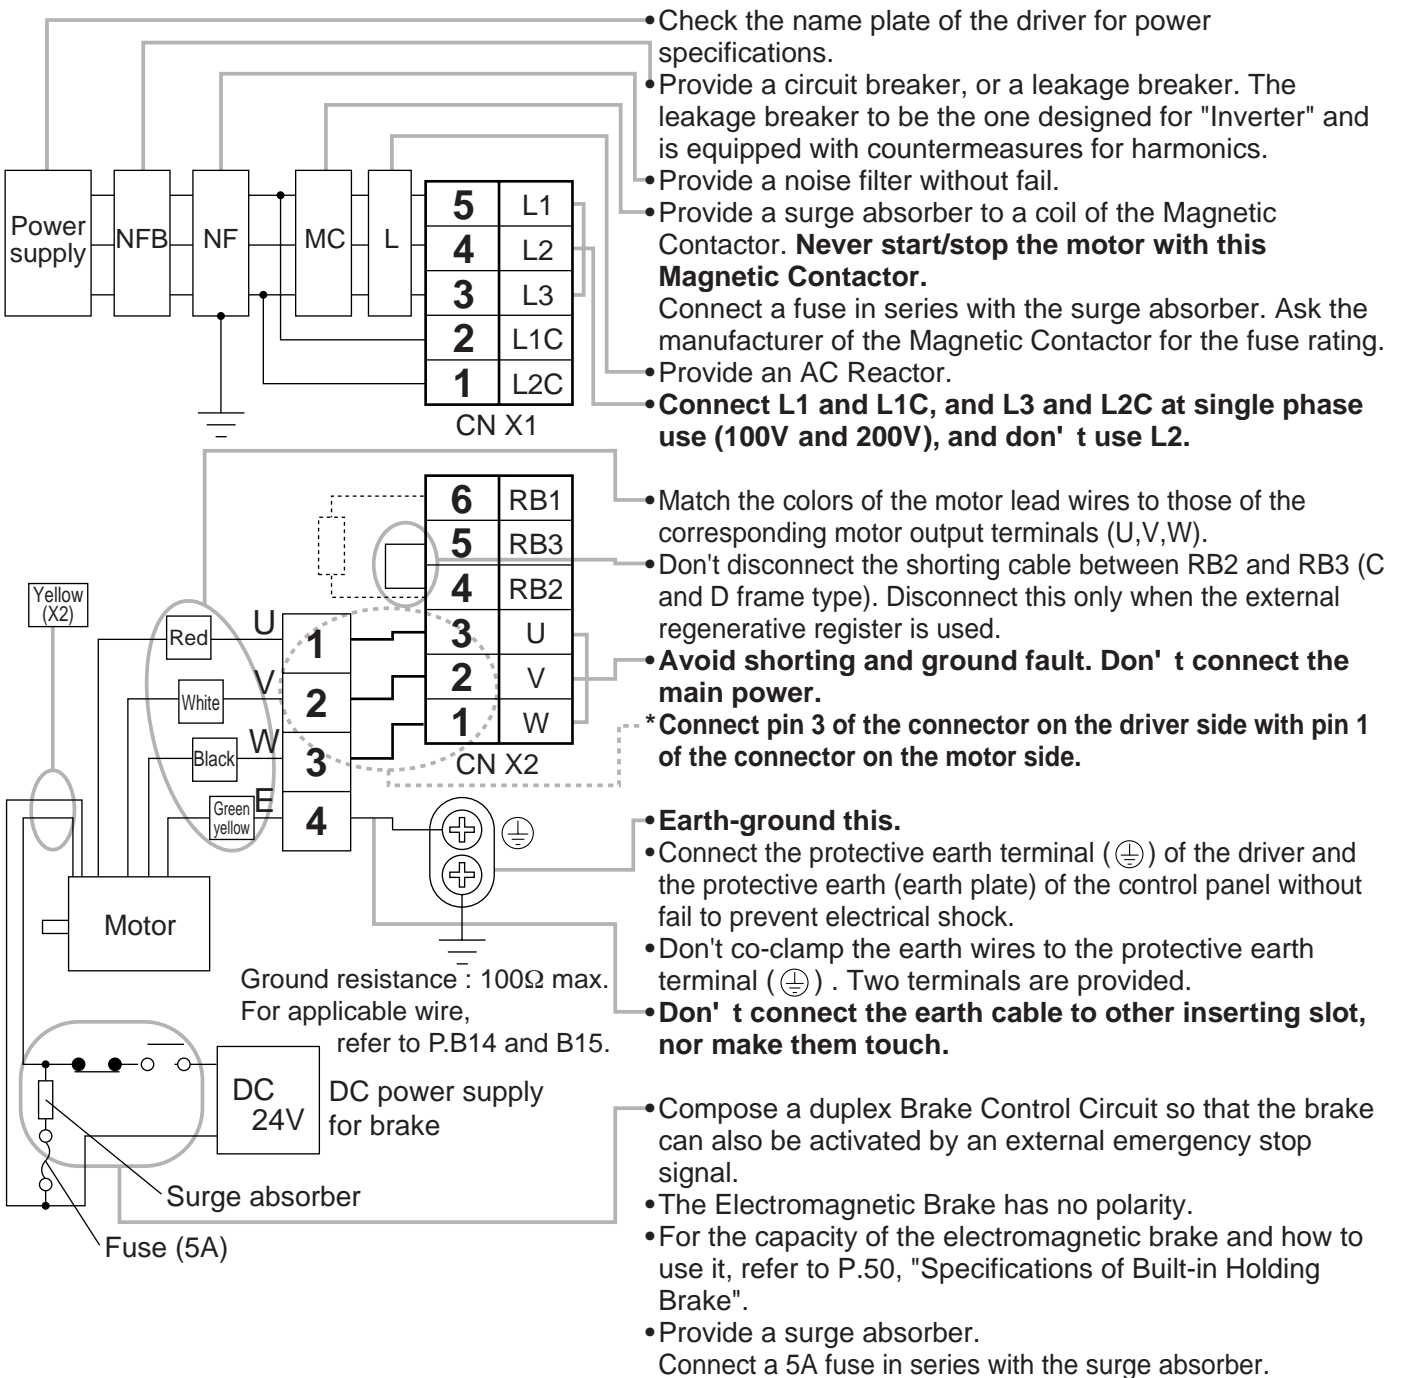 •Check the name plate of the driver for power
specifications.
•Provide a circuit breaker, or a leakage breaker. The
leakage breaker to be the one designed for "Inverter" and
is equipped with countermeasures for harmonics.
•Provide a noise filter without fail.
•Provide a surge absorber to a coil of the Magnetic
Contactor. Never start/stop the motor with this
Magnetic Contactor.
Connect a fuse in series with the surge absorber. Ask the
manufacturer of the Magnetic Contactor for the fuse rating.
•Provide an AC Reactor.
•Connect L1 and L1C, and L3 and L2C at single phase
use (100V and 200V), and don' t use L2.
Power
supply
NFB
NF
MC
L
5 L1
4 L2
3 L3
2 L1C
1 L2C
CN X1
•Match the colors of the motor lead wires to those of the
corresponding motor output terminals (U,V,W).
•Don't disconnect the shorting cable between RB2 and RB3 (C
and D frame type). Disconnect this only when the external
regenerative register is used.
•Avoid shorting and ground fault. Don' t connect the
main power.
*Connect pin 3 of the connector on the driver side with pin 1
of the connector on the motor side.
6 RB1
5 RB3
4 RB2
3 U
2 V
1 W
CN X2
Yellow
(X2)
Red U 1
White V 2
Black W 3
Green
yellow
E 4
Motor
•Earth-ground this.
•Connect the protective earth terminal ( ⏚ ) of the driver and
the protective earth (earth plate) of the control panel without
fail to prevent electrical shock.
•Don't co-clamp the earth wires to the protective earth
terminal ( ⏚ ) . Two terminals are provided.
•Don' t connect the earth cable to other inserting slot,
nor make them touch.
Ground resistance : 100Ω max.
For applicable wire,
refer to P.B14 and B15.
DC
24V
DC power supply
for brake
Surge absorber
Fuse (5A)
•Compose a duplex Brake Control Circuit so that the brake
can also be activated by an external emergency stop
signal.
•The Electromagnetic Brake has no polarity.
•For the capacity of the electromagnetic brake and how to
use it, refer to P.50, "Specifications of Built-in Holding
Brake".
•Provide a surge absorber.
Connect a 5A fuse in series with the surge absorber.